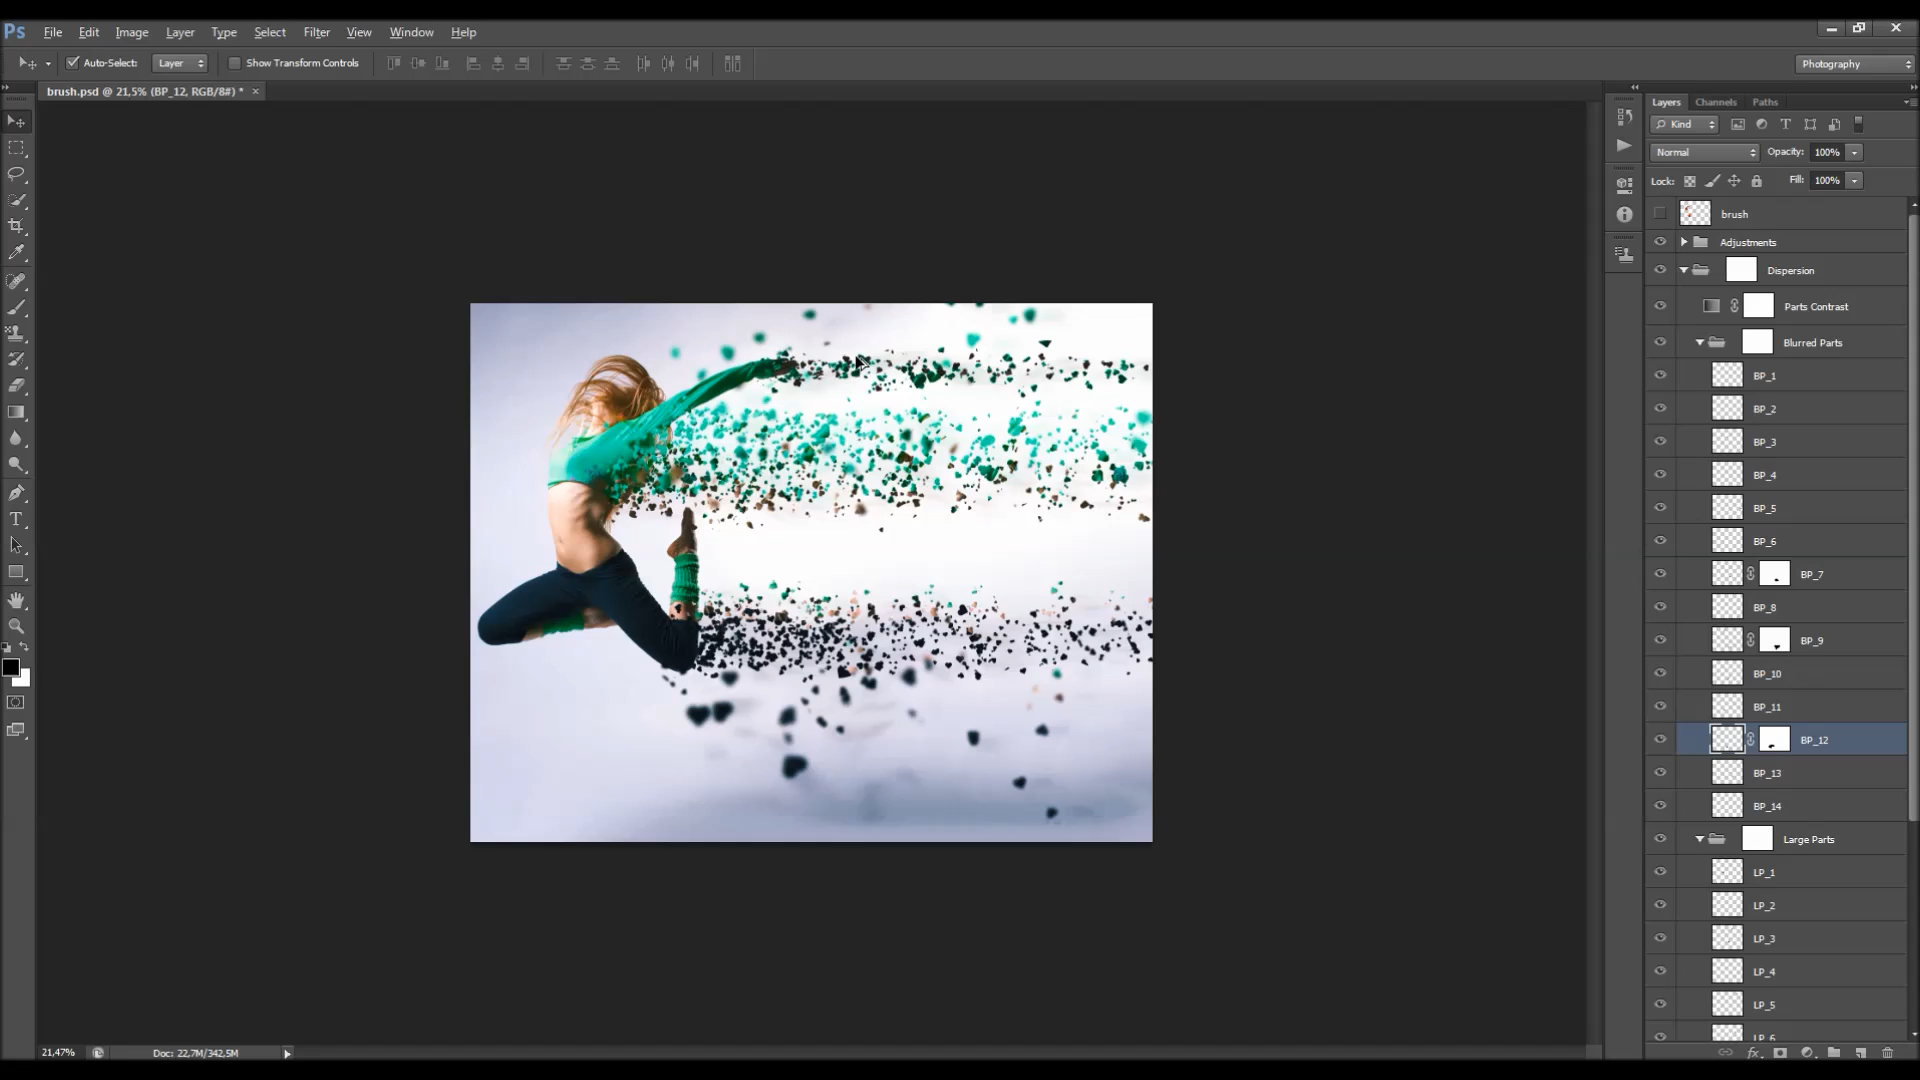 Ps File Edit Image Layer Type Select Filter View Window Help
Auto-Select: Layer Show Transform Controls Photography
brush.psd @ 21,5% (BP_12, RGB/8#) * ×
Layers Channels Paths
Kind
Normal Opacity: 100%
Lock: Fill: 100%
brush
Adjustments
Dispersion
Parts Contrast
Blurred Parts
BP_1
BP_2
BP_3
BP_4
BP_5
BP_6
BP_7
BP_8
BP_9
BP_10
BP_11
BP_12
BP_13
BP_14
Large Parts
LP_1
LP_2
LP_3
LP_4
LP_5
LP_6
21,47% Doc: 22,7M/342,5M